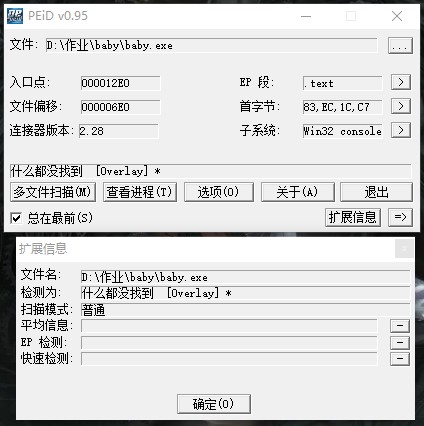 PEiD v0.95
文件: D:\作业\baby\baby.exe ...
入口点: 000012E0 EP 段: .text >
文件偏移: 000006E0 首字节: 83,EC,1C,C7 >
连接器版本: 2.28 子系统: Win32 console >
什么都没找到 [Overlay] *
多文件扫描(M) 查看进程(T) 选项(O) 关于(A) 退出
总在最前(S) 扩展信息 =>
扩展信息
文件名: D:\作业\baby\baby.exe
检测为: 什么都没找到 [Overlay] *
扫描模式: 普通
平均信息: -
EP 检测: -
快速检测: -
确定(O)